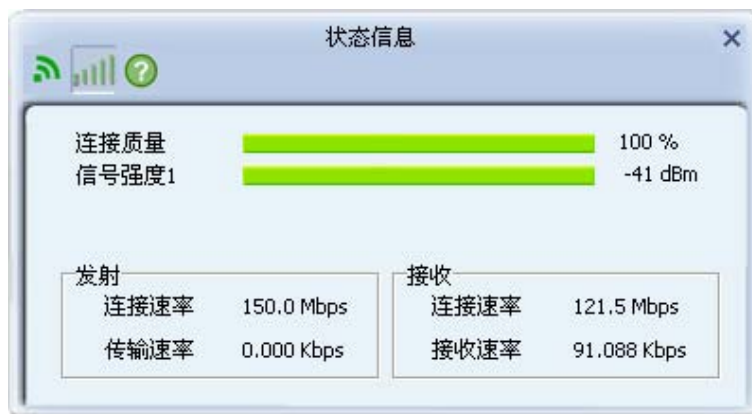 状态信息
连接质量 100 %
信号强度1 -41 dBm
发射
连接速率 150.0 Mbps
传输速率 0.000 Kbps
接收
连接速率 121.5 Mbps
接收速率 91.088 Kbps